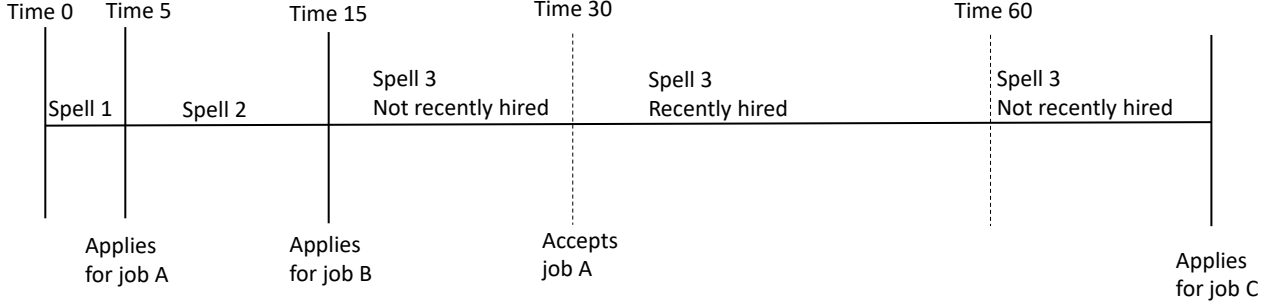 Time 0
Time 5
Time 15
Time 30
Time 60
Spell 1
Spell 2
Spell 3
Not recently hired
Spell 3
Recently hired
Spell 3
Not recently hired
Applies
for job A
Applies
for job B
Accepts
job A
Applies
for job C